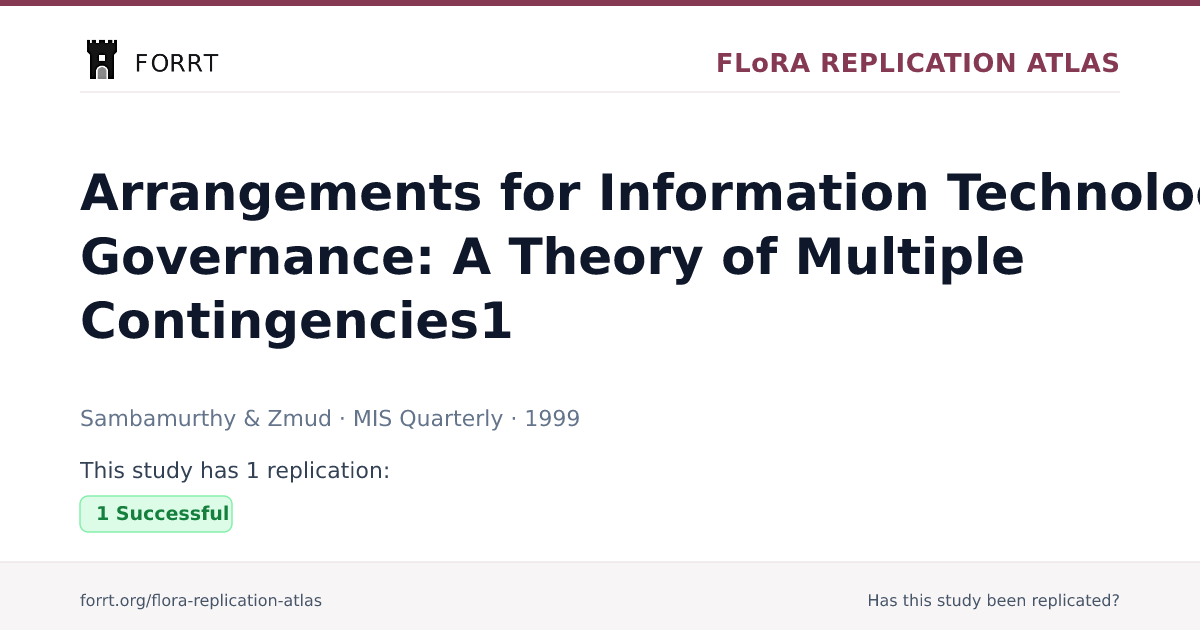 FORRT
FLoRA REPLICATION ATLAS
Arrangements for Information Technolo
Governance: A Theory of Multiple
Contingencies1
Sambamurthy & Zmud · MIS Quarterly · 1999
This study has 1 replication:
1 Successful
forrt.org/flora-replication-atlas
Has this study been replicated?